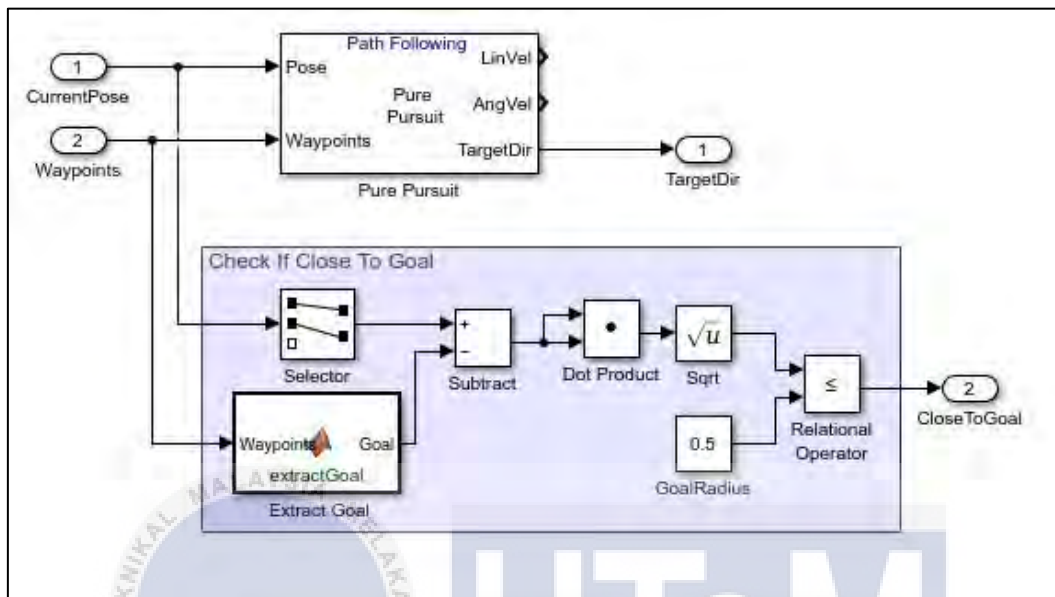 Path Following
Pose
LinVel
1
CurrentPose
Pure
Pursuit
AngVel
2
Waypoints
Waypoints
TargetDir
1
TargetDir
Pure Pursuit
Check If Close To Goal
Selector
+
−
Subtract
Dot Product
√u
Sqrt
≤
Relational
Operator
2
CloseToGoal
Waypoints
Goal
extractGoal
Extract Goal
0.5
GoalRadius
UTeM